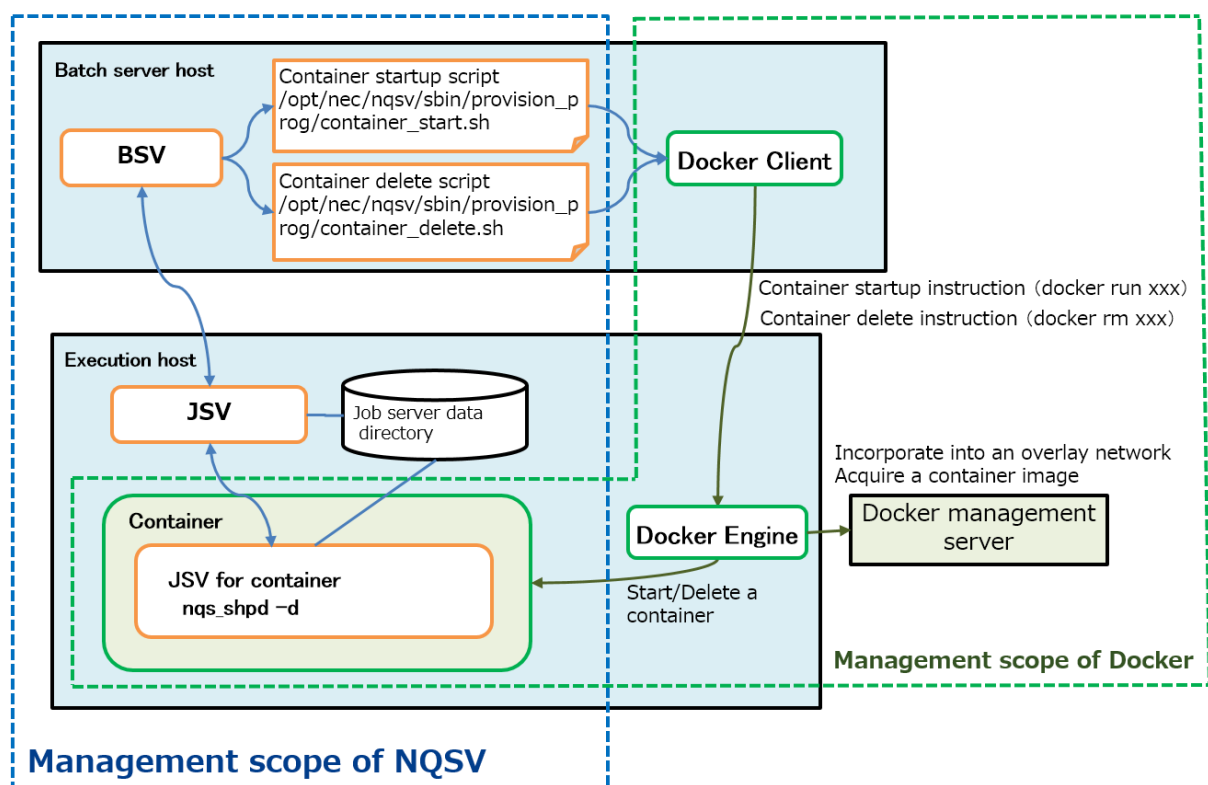 Batch server host
Container startup script
/opt/nec/nqsv/sbin/provision_p
rog/container_start.sh
BSV
Docker Client
Container delete script
/opt/nec/nqsv/sbin/provision_p
rog/container_delete.sh
Container startup instruction（docker run xxx）
Container delete instruction（docker rm xxx）
Execution host
JSV
Job server data
directory
Incorporate into an overlay network
Acquire a container image
Container
Docker Engine
Docker management
server
JSV for container
nqs_shpd −d
Start/Delete a
container
Management scope of Docker
Management scope of NQSV